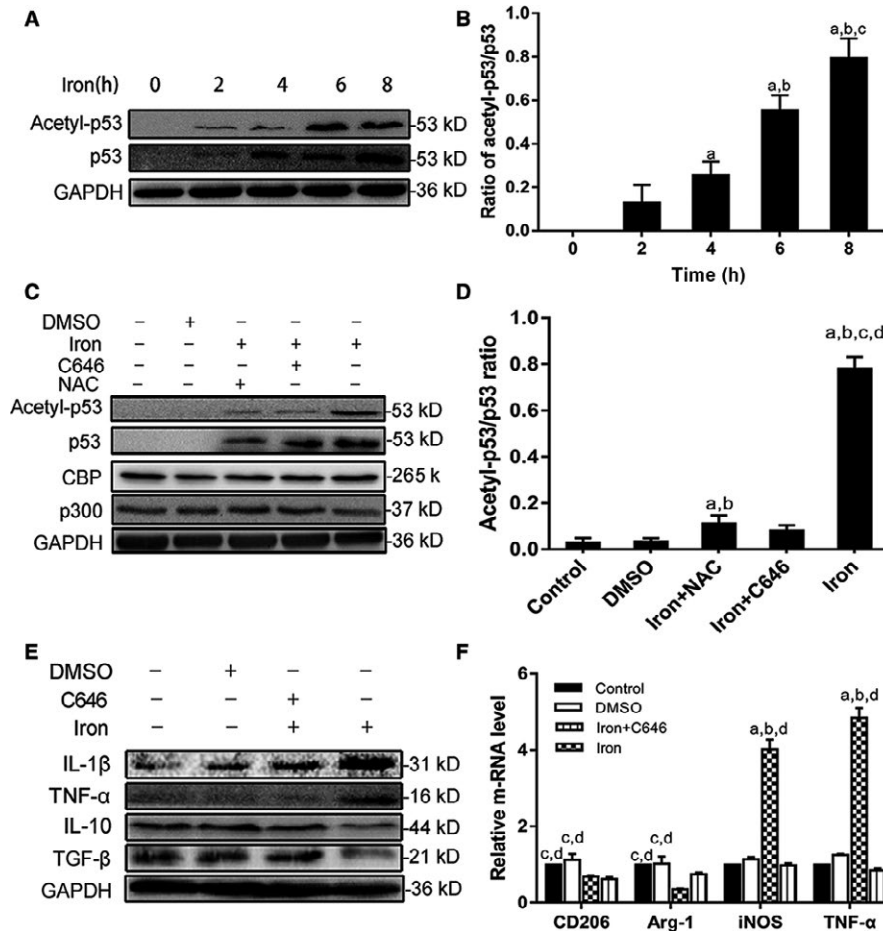 A
Iron(h) 0 2 4 6 8
Acetyl-p53 -53 kD
p53 -53 kD
GAPDH -36 kD
B
Ratio of acetyl-p53/p53
1.0
0.8
0.6
0.4
0.2
0.0
a
a,b
a,b,c
0 2 4 6 8
Time (h)
C
DMSO – + – – –
Iron – – + + +
C646 – – – + –
NAC – – + – –
Acetyl-p53 -53 kD
p53 -53 kD
CBP -265 k
p300 -37 kD
GAPDH -36 kD
D
Acetyl-p53/p53 ratio
1.0
0.8
0.6
0.4
0.2
0.0
a,b
a,b,c,d
Control DMSO Iron+NAC Iron+C646 Iron
E
DMSO – + – –
C646 – – + –
Iron – – + +
IL-1β -31 kD
TNF-α -16 kD
IL-10 -44 kD
TGF-β -21 kD
GAPDH -36 kD
F
Relative m-RNA level
6
4
2
1
0
Control
DMSO
Iron+C646
Iron
c,d c,d c,d c,d a,b,d a,b,d
CD206 Arg-1 iNOS TNF-α